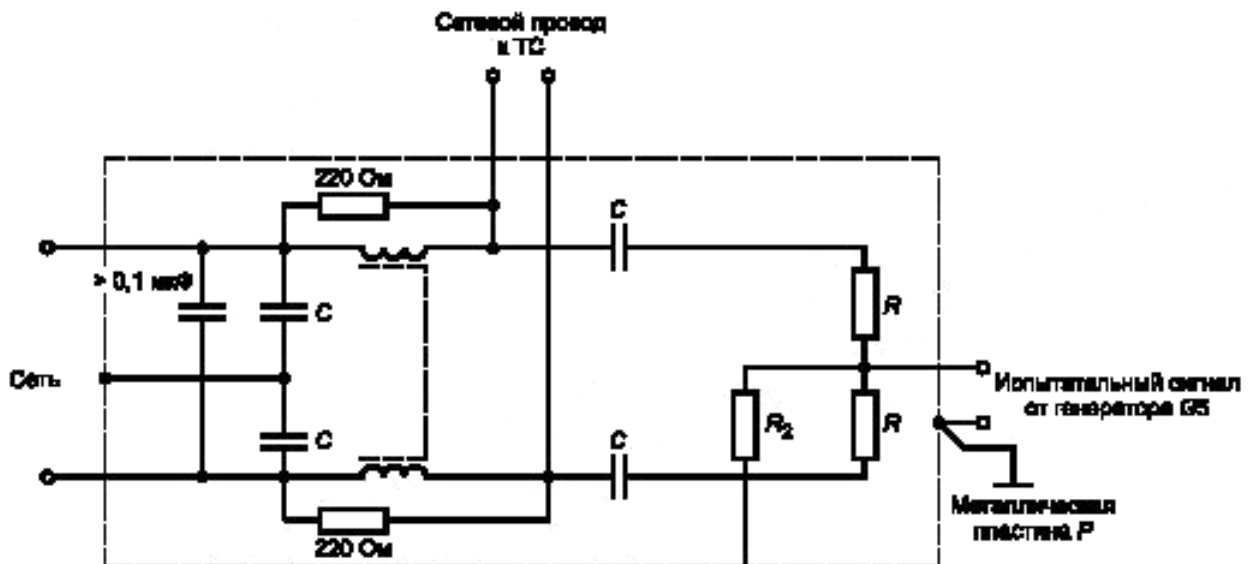 Сетевой провод
к ТС
220 Ом
C
> 0,1 мкФ
C
R
Сеть
Испытательный сигнал
от генератора G5
R₂
R
C
C
Металлическая
пластина P
220 Ом